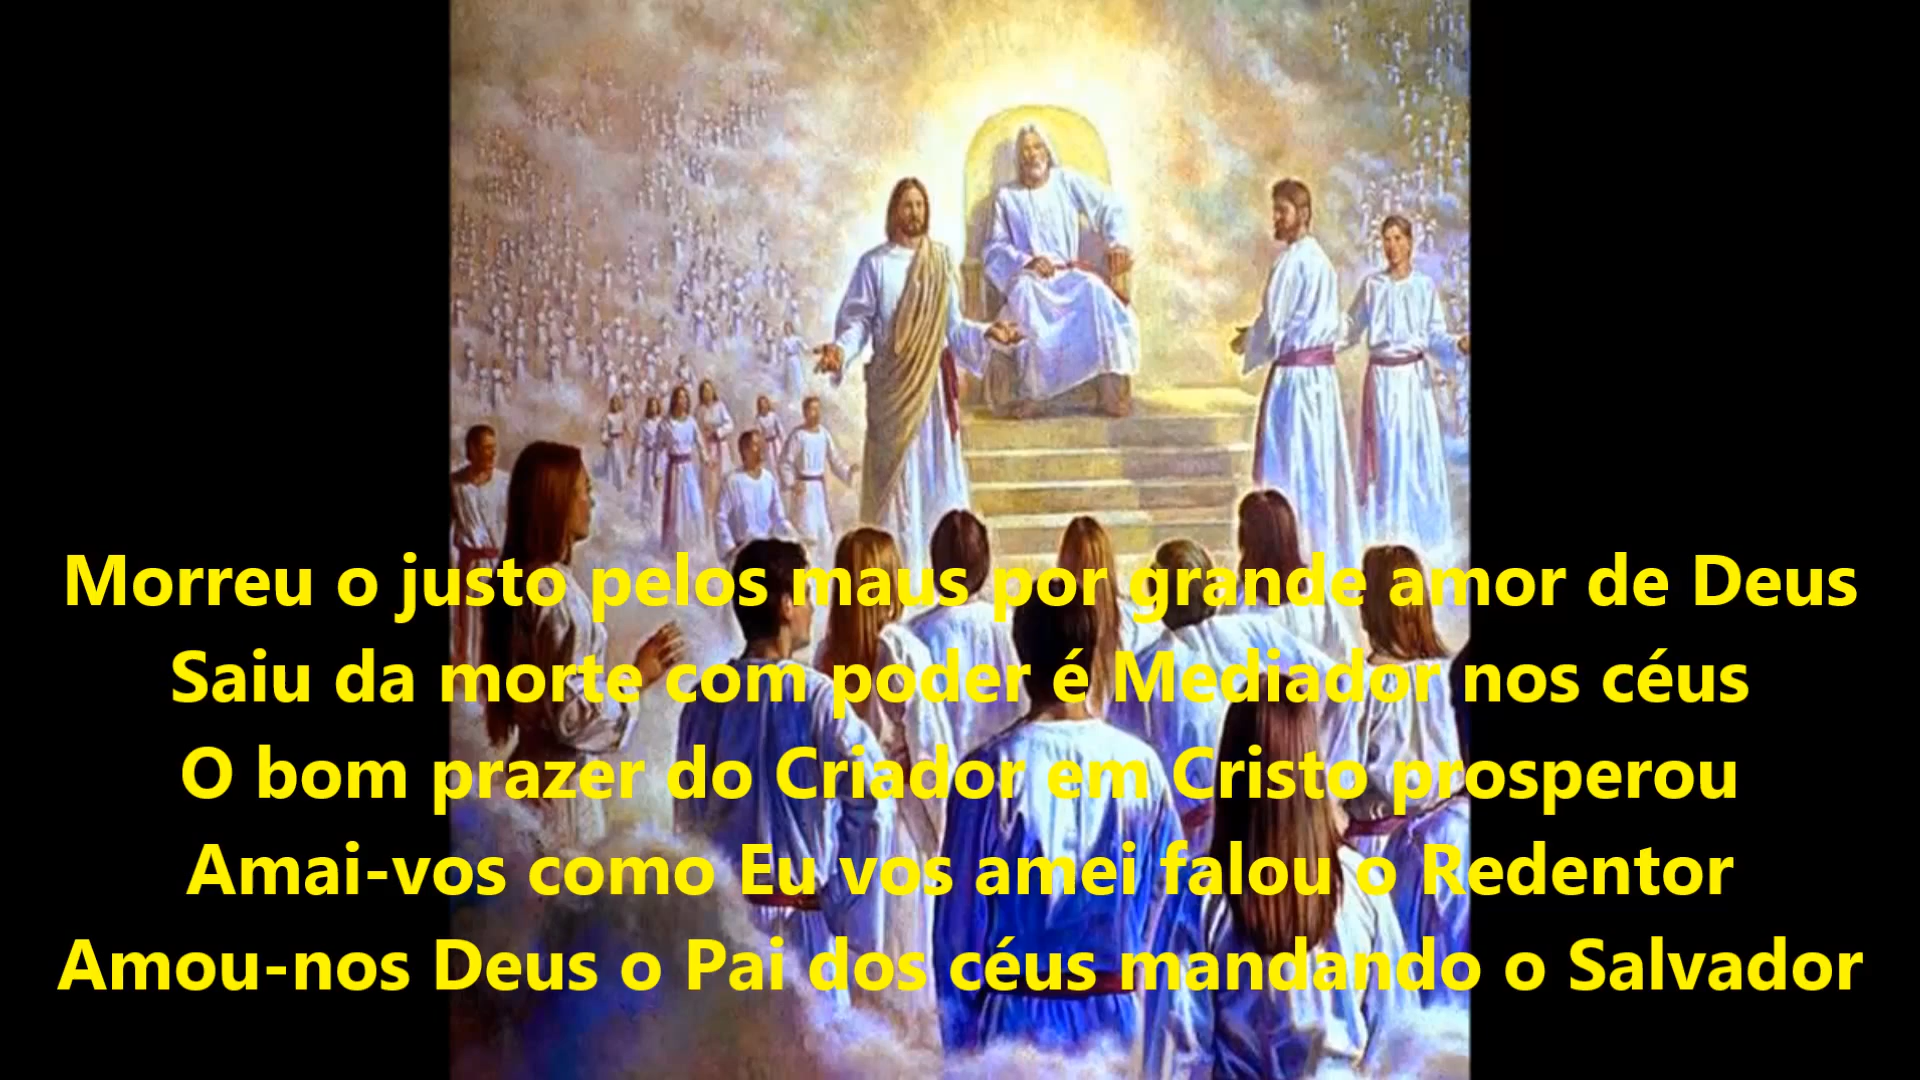 Morreu o justo pelos maus por grande amor de Deus
Saiu da morte com poder é Mediador nos céus
O bom prazer do Criador em Cristo prosperou
Amai-vos como Eu vos amei falou o Redentor
Amou-nos Deus o Pai dos céus mandando o Salvador